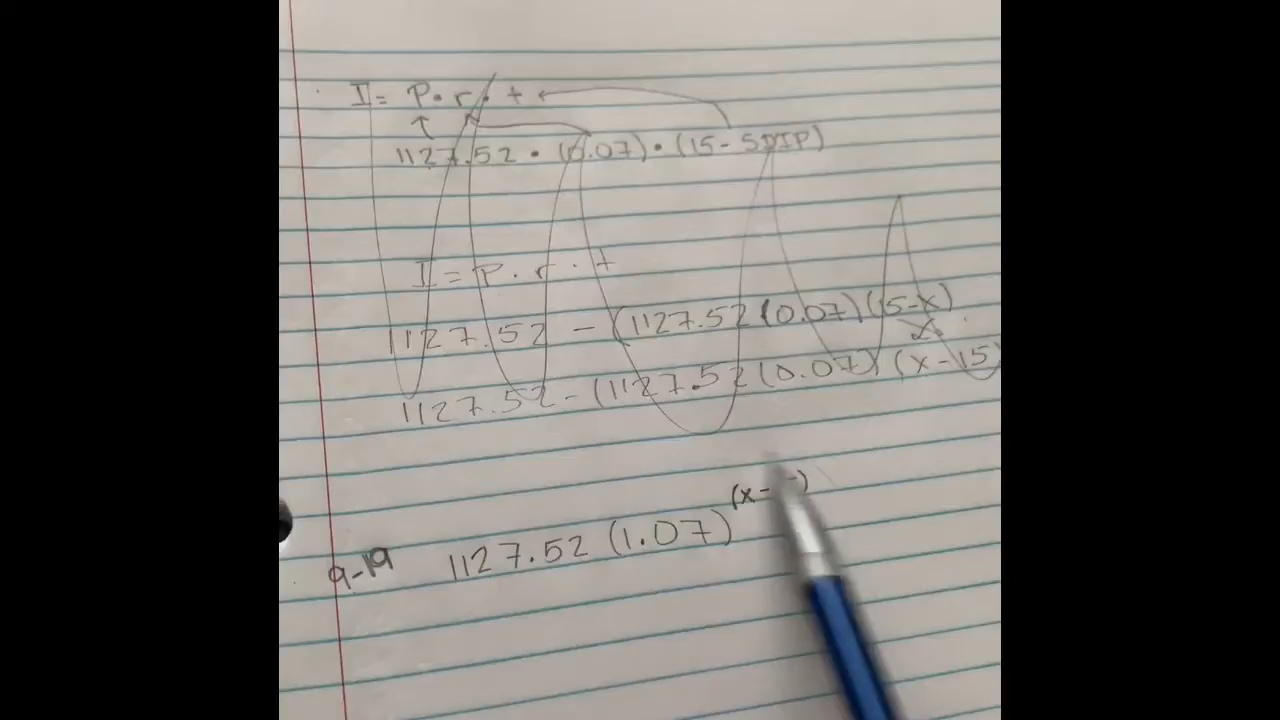 I = P • r • t
1127.52 • (0.07) • (15 - SDIP)
I = P · r · t
1127.52 - (1127.52 (0.07) (15-x)
x
1127.52 - (1127.52 (0.07) (x-15
(x-
9-19 1127.52 (1.07)